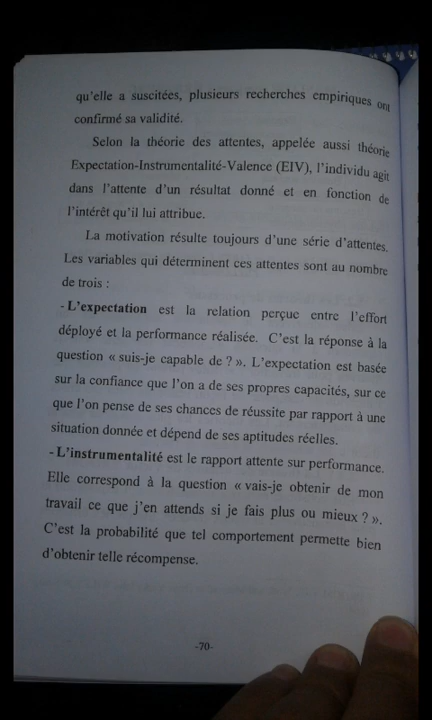 qu'elle a suscitées, plusieurs recherches empiriques ont
confirmé sa validité.
Selon la théorie des attentes, appelée aussi théorie
Expectation-Instrumentalité-Valence (EIV), l'individu agit
dans l'attente d'un résultat donné et en fonction de
l'intérêt qu'il lui attribue.
La motivation résulte toujours d'une série d'attentes.
Les variables qui déterminent ces attentes sont au nombre
de trois :
- L'expectation est la relation perçue entre l'effort
déployé et la performance réalisée. C'est la réponse à la
question « suis-je capable de ? ». L'expectation est basée
sur la confiance que l'on a de ses propres capacités, sur ce
que l'on pense de ses chances de réussite par rapport à une
situation donnée et dépend de ses aptitudes réelles.
- L'instrumentalité est le rapport attente sur performance.
Elle correspond à la question « vais-je obtenir de mon
travail ce que j'en attends si je fais plus ou mieux ? ».
C'est la probabilité que tel comportement permette bien
d'obtenir telle récompense.
-70-